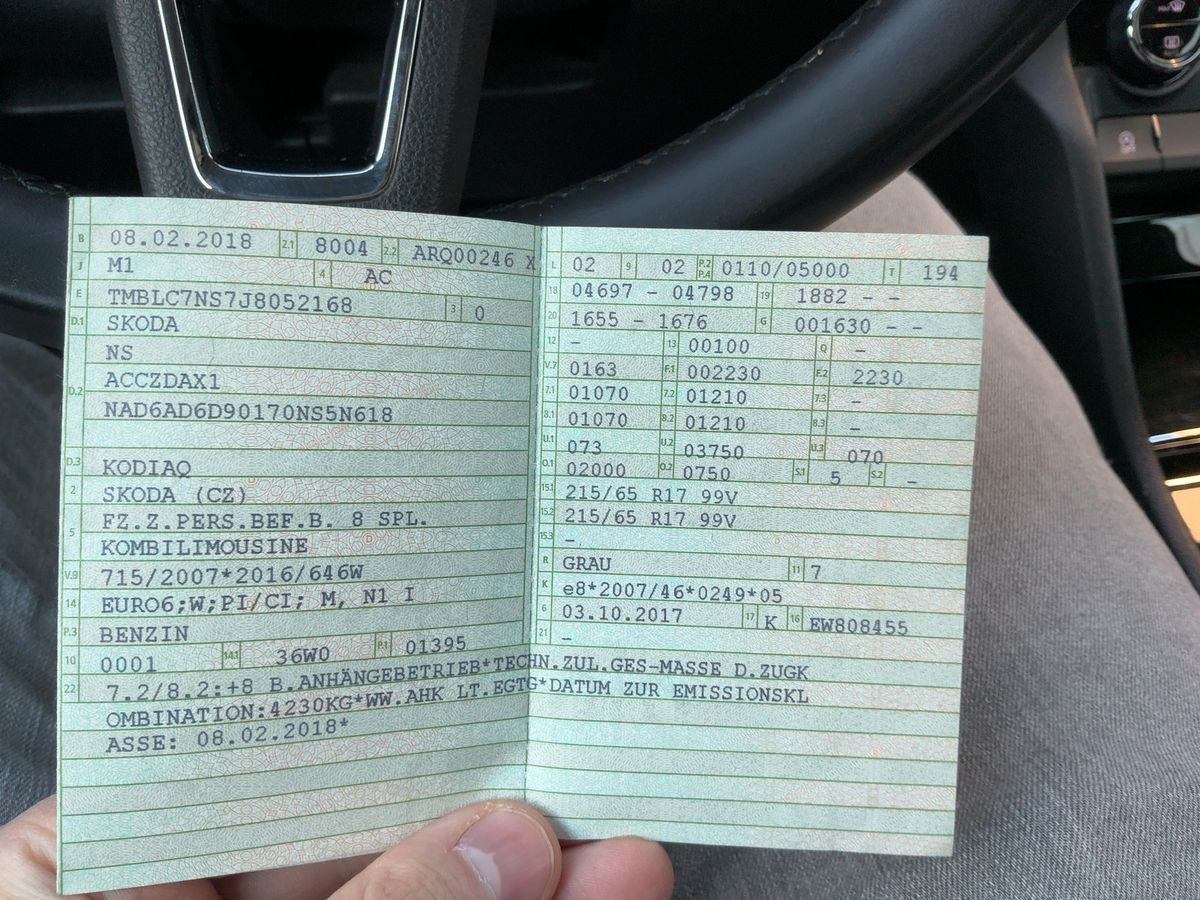 B 08.02.2018 2.1 8004 2.2 ARQ00246 X
J M1 4 AC
E TMBLC7NS7J8052168 3 0
D.1 SKODA
NS
D.2 ACCZDAX1
NAD6AD6D90170NS5N618
D.3 KODIAQ
2 SKODA (CZ)
5 FZ.Z.PERS.BEF.B. 8 SPL.
KOMBILIMOUSINE
V.9 715/2007*2016/646W
14 EURO6;W;PI/CI; M, N1 I
P.3 BENZIN
10 0001 14.1 36W0 P.1 01395
L 02 9 02 P.2 P.4 0110/05000 T 194
18 04697 - 04798 19 1882 - -
20 1655 - 1676 G 001630 - -
12 - 13 00100 Q -
V.7 0163 F.1 002230 F.2 2230
7.1 01070 7.2 01210 7.3 -
8.1 01070 8.2 01210 8.3 -
U.1 073 U.2 03750 U.3 070
O.1 02000 O.2 0750 S.1 5 S.2 -
15.1 215/65 R17 99V
15.2 215/65 R17 99V
15.3 -
R GRAU 11 7
K e8*2007/46*0249*05
6 03.10.2017 17 K 16 EW808455
21 -
22 7.2/8.2:+8 B.ANHÄNGEBETRIEB*TECHN.ZUL.GES-MASSE D.ZUGK
OMBINATION:4230KG*WW.AHK LT.EGTG*DATUM ZUR EMISSIONSKL
ASSE: 08.02.2018*